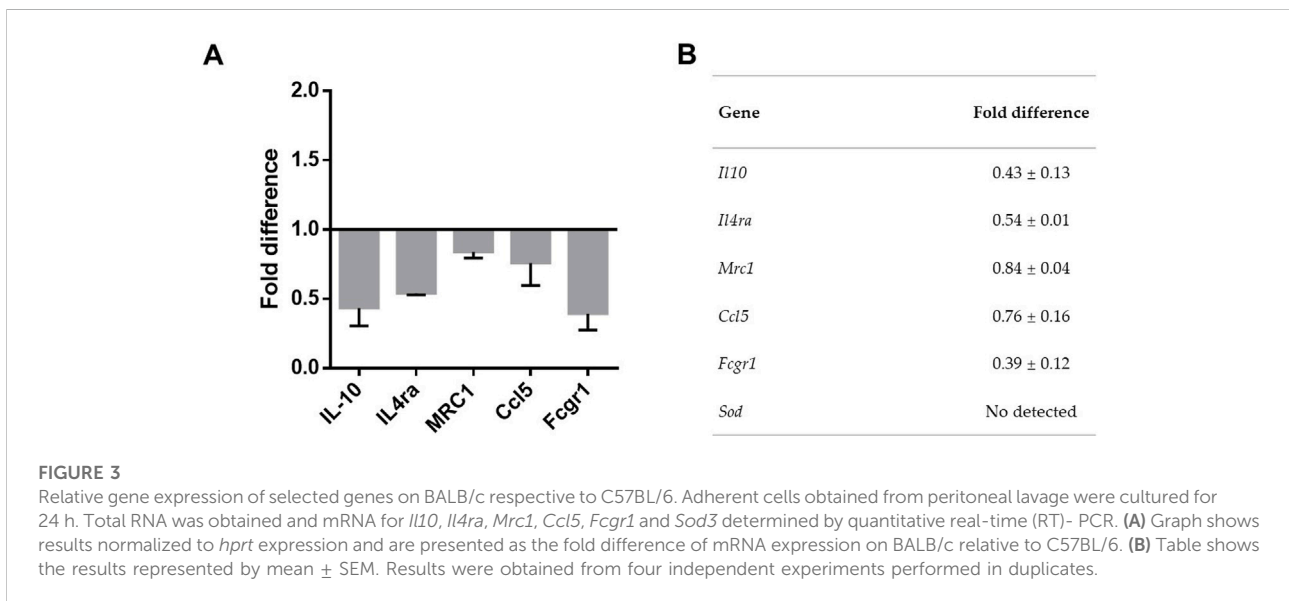 A
2.0
1.5
1.0
0.5
0.0
Fold difference
IL-10
IL4ra
MRC1
Ccl5
Fcgr1
B
Gene Fold difference
Il10 0.43 ± 0.13
Il4ra 0.54 ± 0.01
Mrc1 0.84 ± 0.04
Ccl5 0.76 ± 0.16
Fcgr1 0.39 ± 0.12
Sod No detected
FIGURE 3
Relative gene expression of selected genes on BALB/c respective to C57BL/6. Adherent cells obtained from peritoneal lavage were cultured for
24 h. Total RNA was obtained and mRNA for Il10, Il4ra, Mrc1, Ccl5, Fcgr1 and Sod3 determined by quantitative real-time (RT)- PCR. (A) Graph shows
results normalized to hprt expression and are presented as the fold difference of mRNA expression on BALB/c relative to C57BL/6. (B) Table shows
the results represented by mean ± SEM. Results were obtained from four independent experiments performed in duplicates.